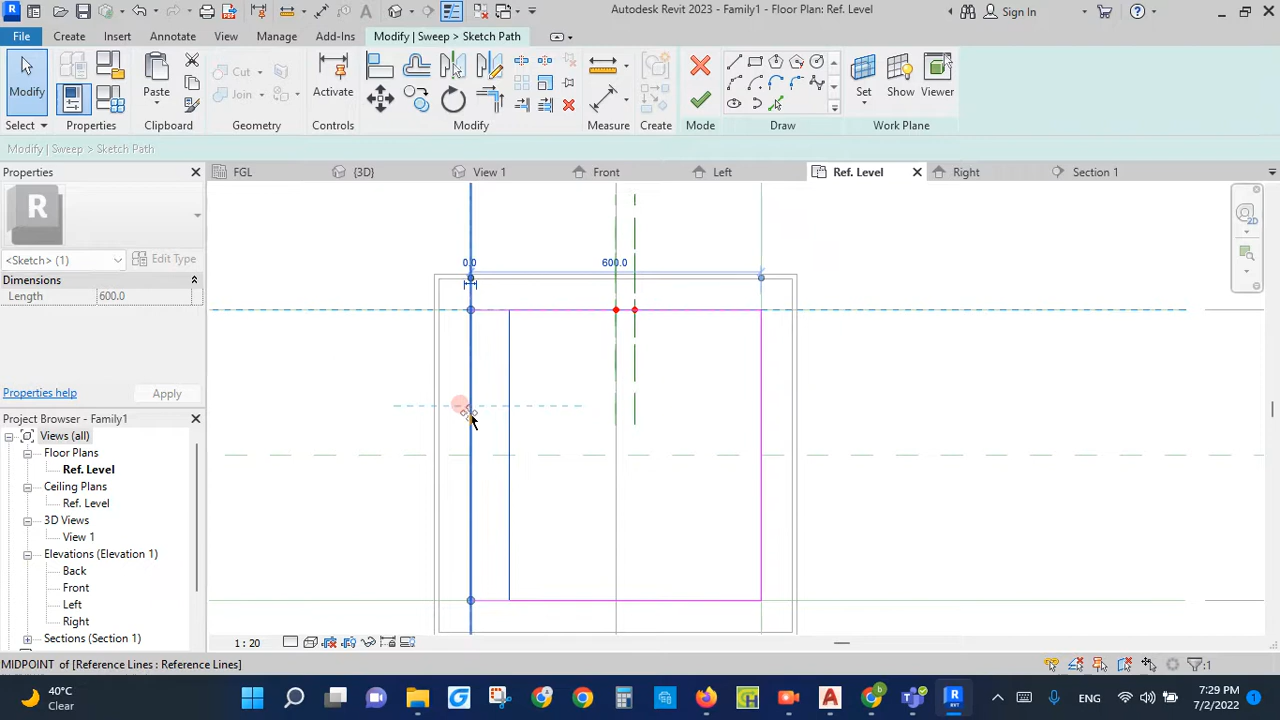 Autodesk Revit 2023 - Family1 - Floor Plan: Ref. Level
Sign In
File Create Insert Annotate View Manage Add-Ins Modify | Sweep > Sketch Path
Modify Paste Cut Join Activate Set Show Viewer
Select Properties Clipboard Geometry Controls Modify Measure Create Mode Draw Work Plane
Modify | Sweep > Sketch Path
Properties
FGL {3D} View 1 Front Left Ref. Level Right Section 1
R
<Sketch> (1) Edit Type
Dimensions
Length 600.0
Properties help Apply
0.0 600.0
2D
Project Browser - Family1
Views (all)
Floor Plans
Ref. Level
Ceiling Plans
Ref. Level
3D Views
View 1
Elevations (Elevation 1)
Back
Front
Left
Right
Sections (Section 1)
1 : 20
MIDPOINT of [Reference Lines : Reference Lines]
:1
40°C
Clear
ENG
7:29 PM
7/2/2022